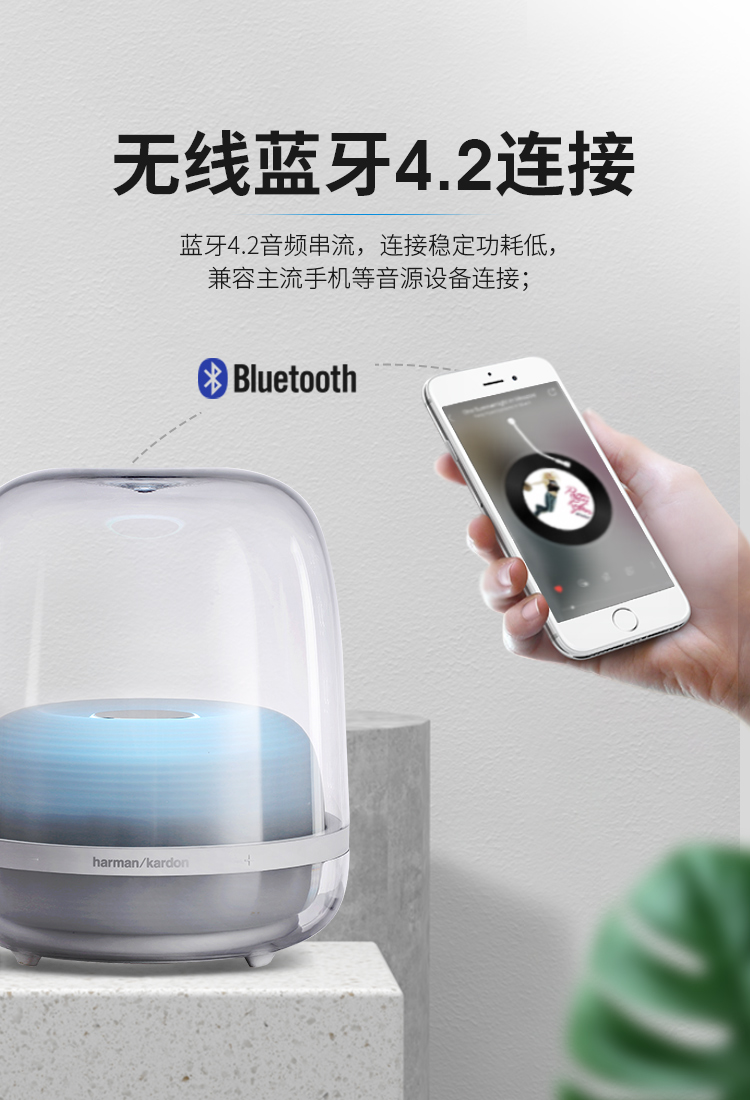 无线蓝牙4.2连接
蓝牙4.2音频串流，连接稳定功耗低，
兼容主流手机等音源设备连接；
Bluetooth
harman/kardon